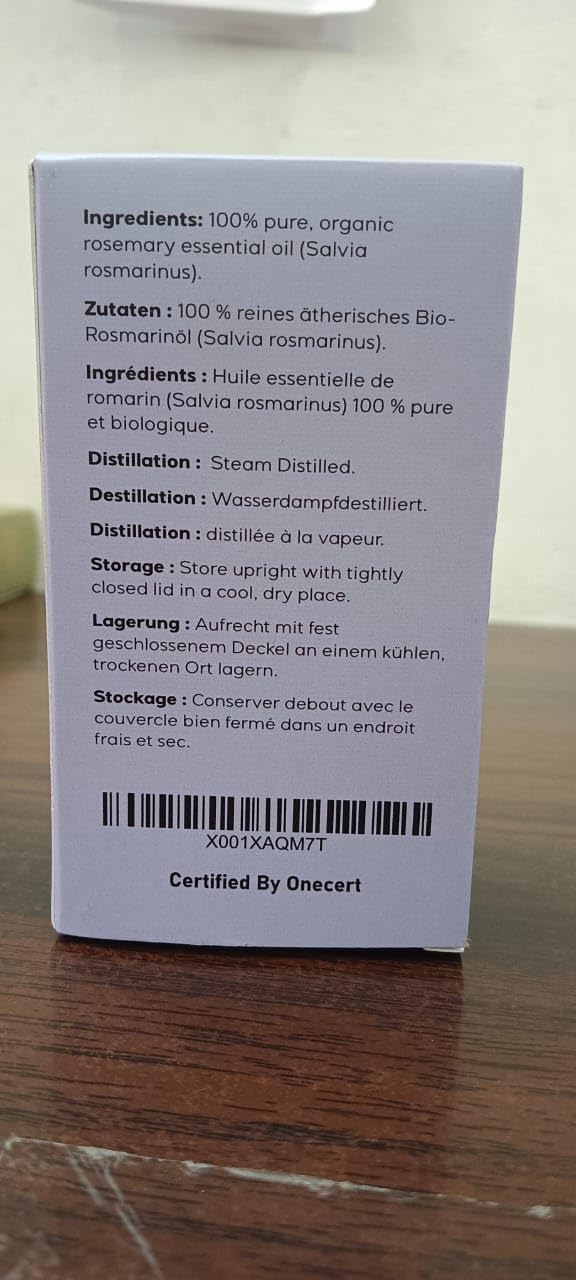 Ingredients: 100% pure, organic
rosemary essential oil (Salvia
rosmarinus).
Zutaten : 100 % reines ätherisches Bio-
Rosmarinöl (Salvia rosmarinus).
Ingrédients : Huile essentielle de
romarin (Salvia rosmarinus) 100 % pure
et biologique.
Distillation : Steam Distilled.
Destillation : Wasserdampfdestilliert.
Distillation : distillée à la vapeur.
Storage : Store upright with tightly
closed lid in a cool, dry place.
Lagerung : Aufrecht mit fest
geschlossenem Deckel an einem kühlen,
trockenen Ort lagern.
Stockage : Conserver debout avec le
couvercle bien fermé dans un endroit
frais et sec.
X001XAQM7T
Certified By Onecert